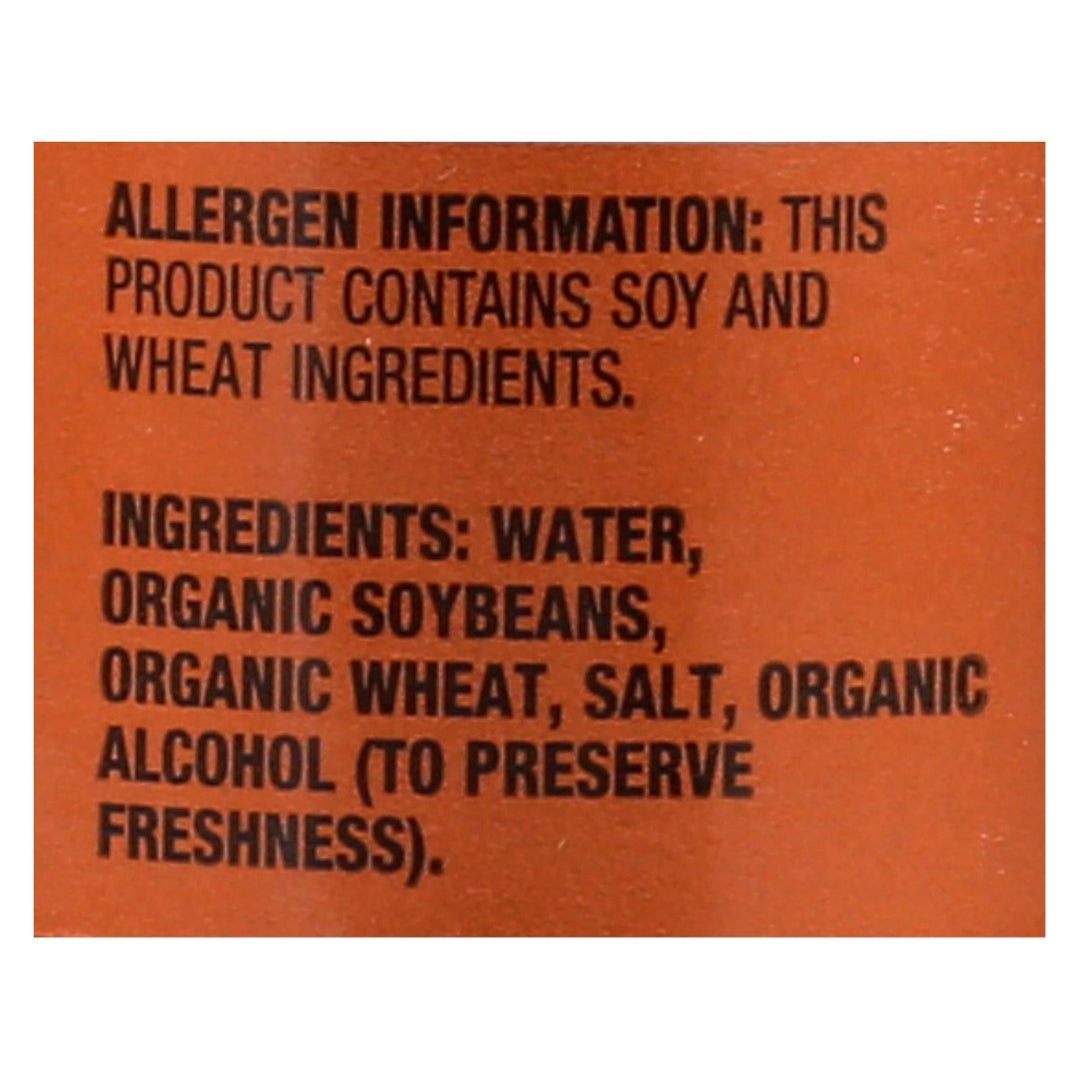 ALLERGEN INFORMATION: THIS
PRODUCT CONTAINS SOY AND
WHEAT INGREDIENTS.
INGREDIENTS: WATER,
ORGANIC SOYBEANS,
ORGANIC WHEAT, SALT, ORGANIC
ALCOHOL (TO PRESERVE
FRESHNESS).